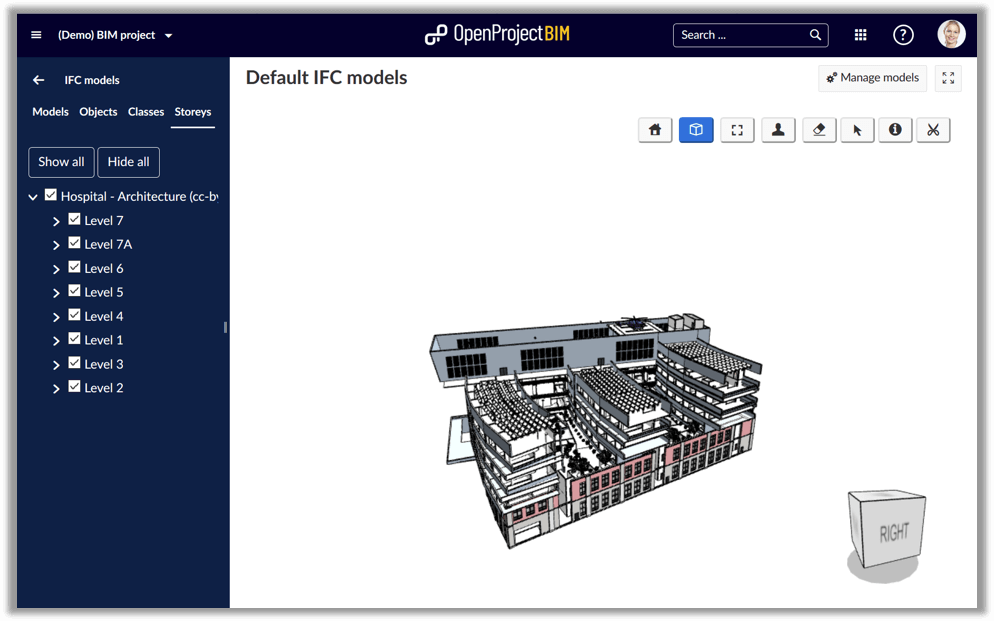 (Demo) BIM project
OpenProjectBIM
Search ...
?
IFC models
Models Objects Classes Storeys
Show all Hide all
Hospital - Architecture (cc-by
Level 7
Level 7A
Level 6
Level 5
Level 4
Level 1
Level 3
Level 2
Default IFC models
Manage models
RIGHT